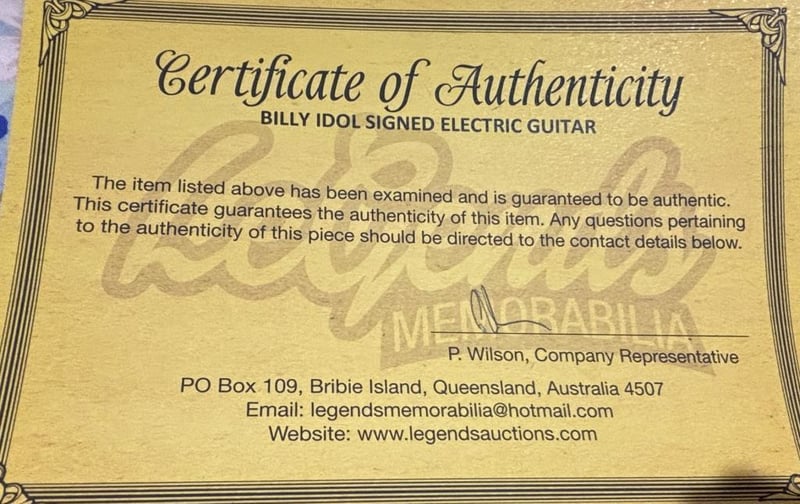 Certificate of Authenticity
BILLY IDOL SIGNED ELECTRIC GUITAR
Legends
The item listed above has been examined and is guaranteed to be authentic.
This certificate guarantees the authenticity of this item. Any questions pertaining
to the authenticity of this piece should be directed to the contact details below.
MEMORABILIA
P. Wilson, Company Representative
PO Box 109, Bribie Island, Queensland, Australia 4507
Email: legendsmemorabilia@hotmail.com
Website: www.legendsauctions.com